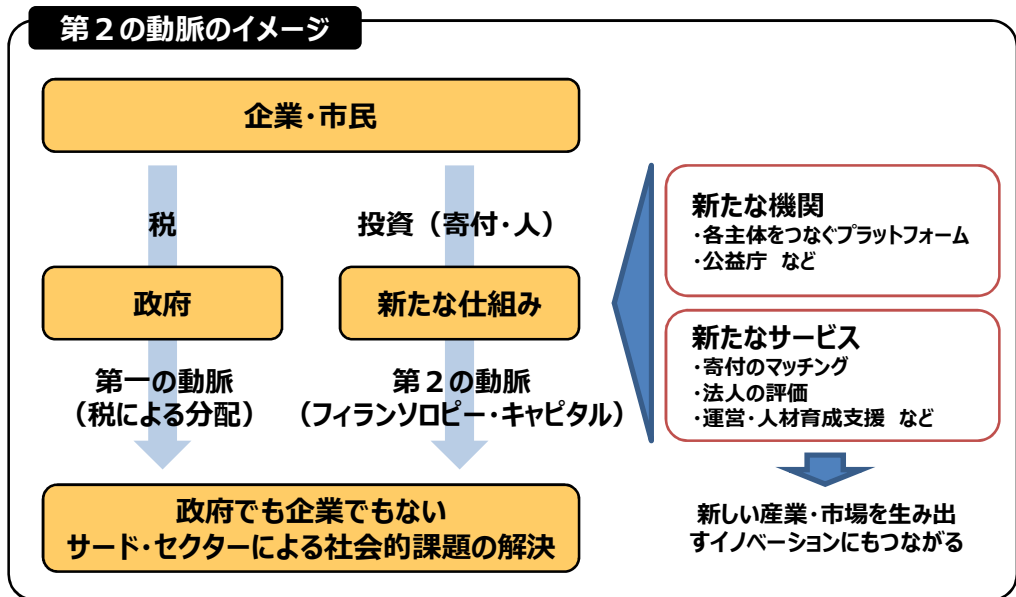 第２の動脈のイメージ
企業・市民
税
投資（寄付・人）
政府
新たな仕組み
第一の動脈
（税による分配）
第２の動脈
（フィランソロピー・キャピタル）
政府でも企業でもない
サード・セクターによる社会的課題の解決
新たな機関
・各主体をつなぐプラットフォーム
・公益庁 など
新たなサービス
・寄付のマッチング
・法人の評価
・運営・人材育成支援 など
新しい産業・市場を生み出
すイノベーションにもつながる